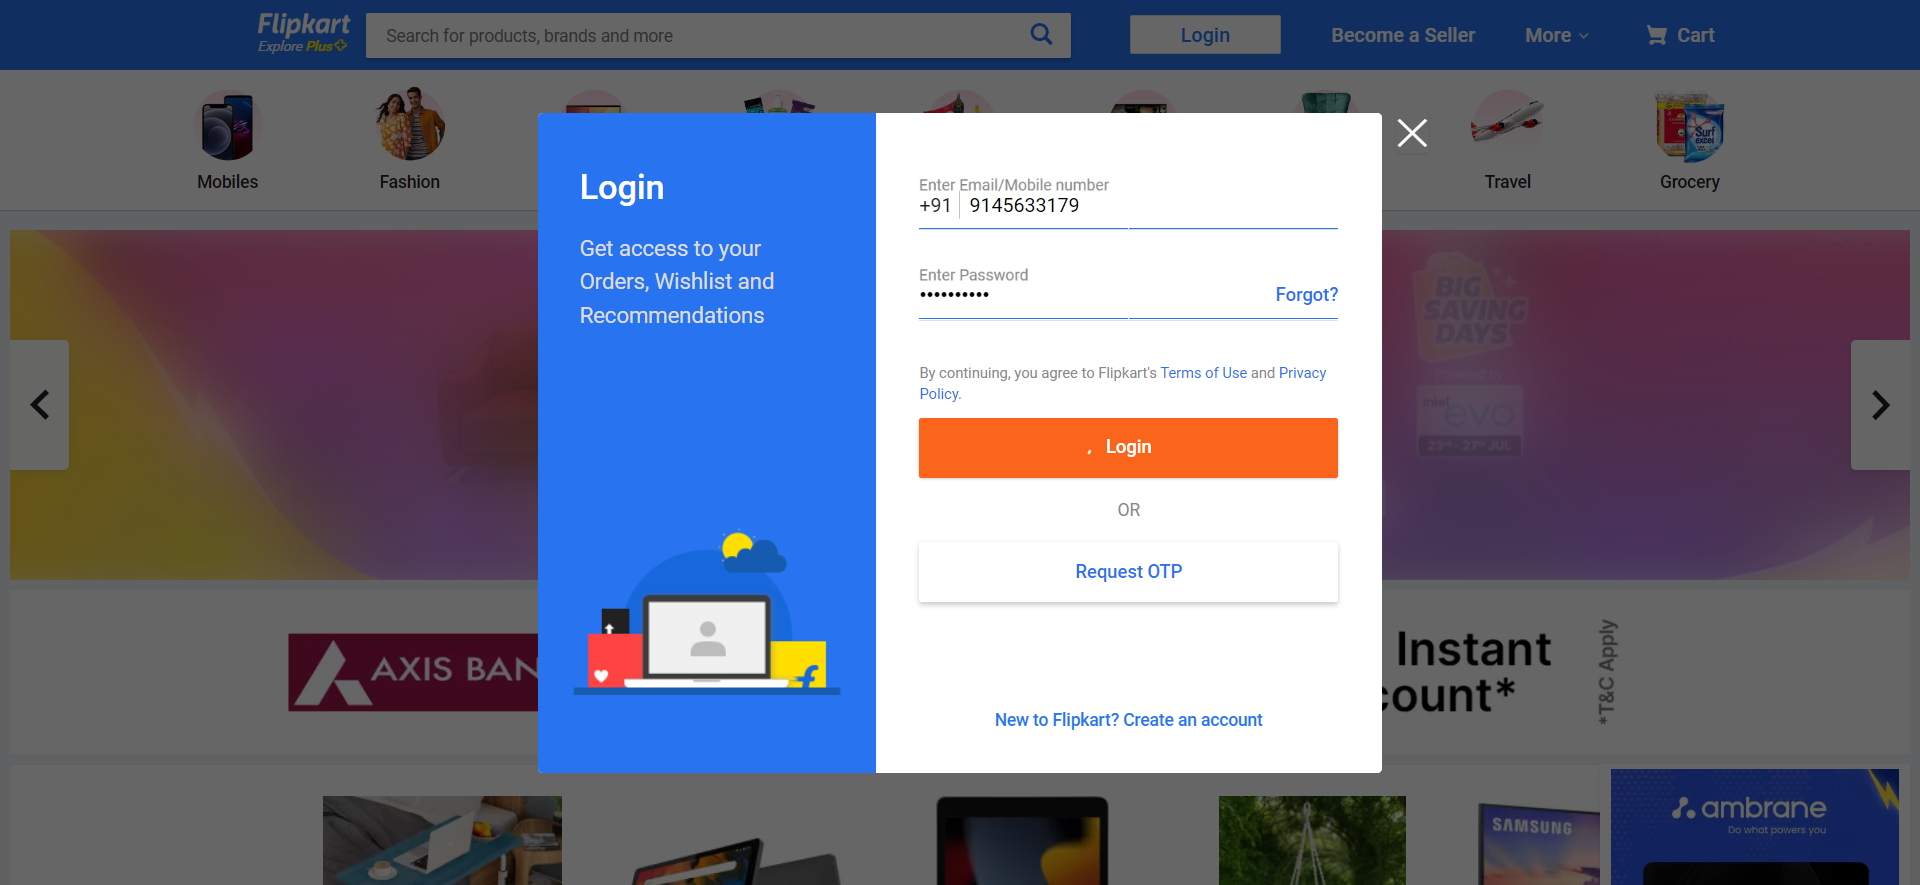 Flipkart
Explore Plus
Search for products, brands and more
Login
Become a Seller
More
Cart
Mobiles
Fashion
Travel
Grocery
Surf
excel
Login
Get access to your
Orders, Wishlist and
Recommendations
Enter Email/Mobile number
+91 9145633179
Enter Password
••••••••••
Forgot?
By continuing, you agree to Flipkart's Terms of Use and Privacy
Policy.
Login
OR
Request OTP
New to Flipkart? Create an account
BIG
SAVING
DAYS
intel
evo
23rd - 27th JUL
AXIS BAN
Instant
count*
*T&C Apply
SAMSUNG
ambrane
Do what powers you